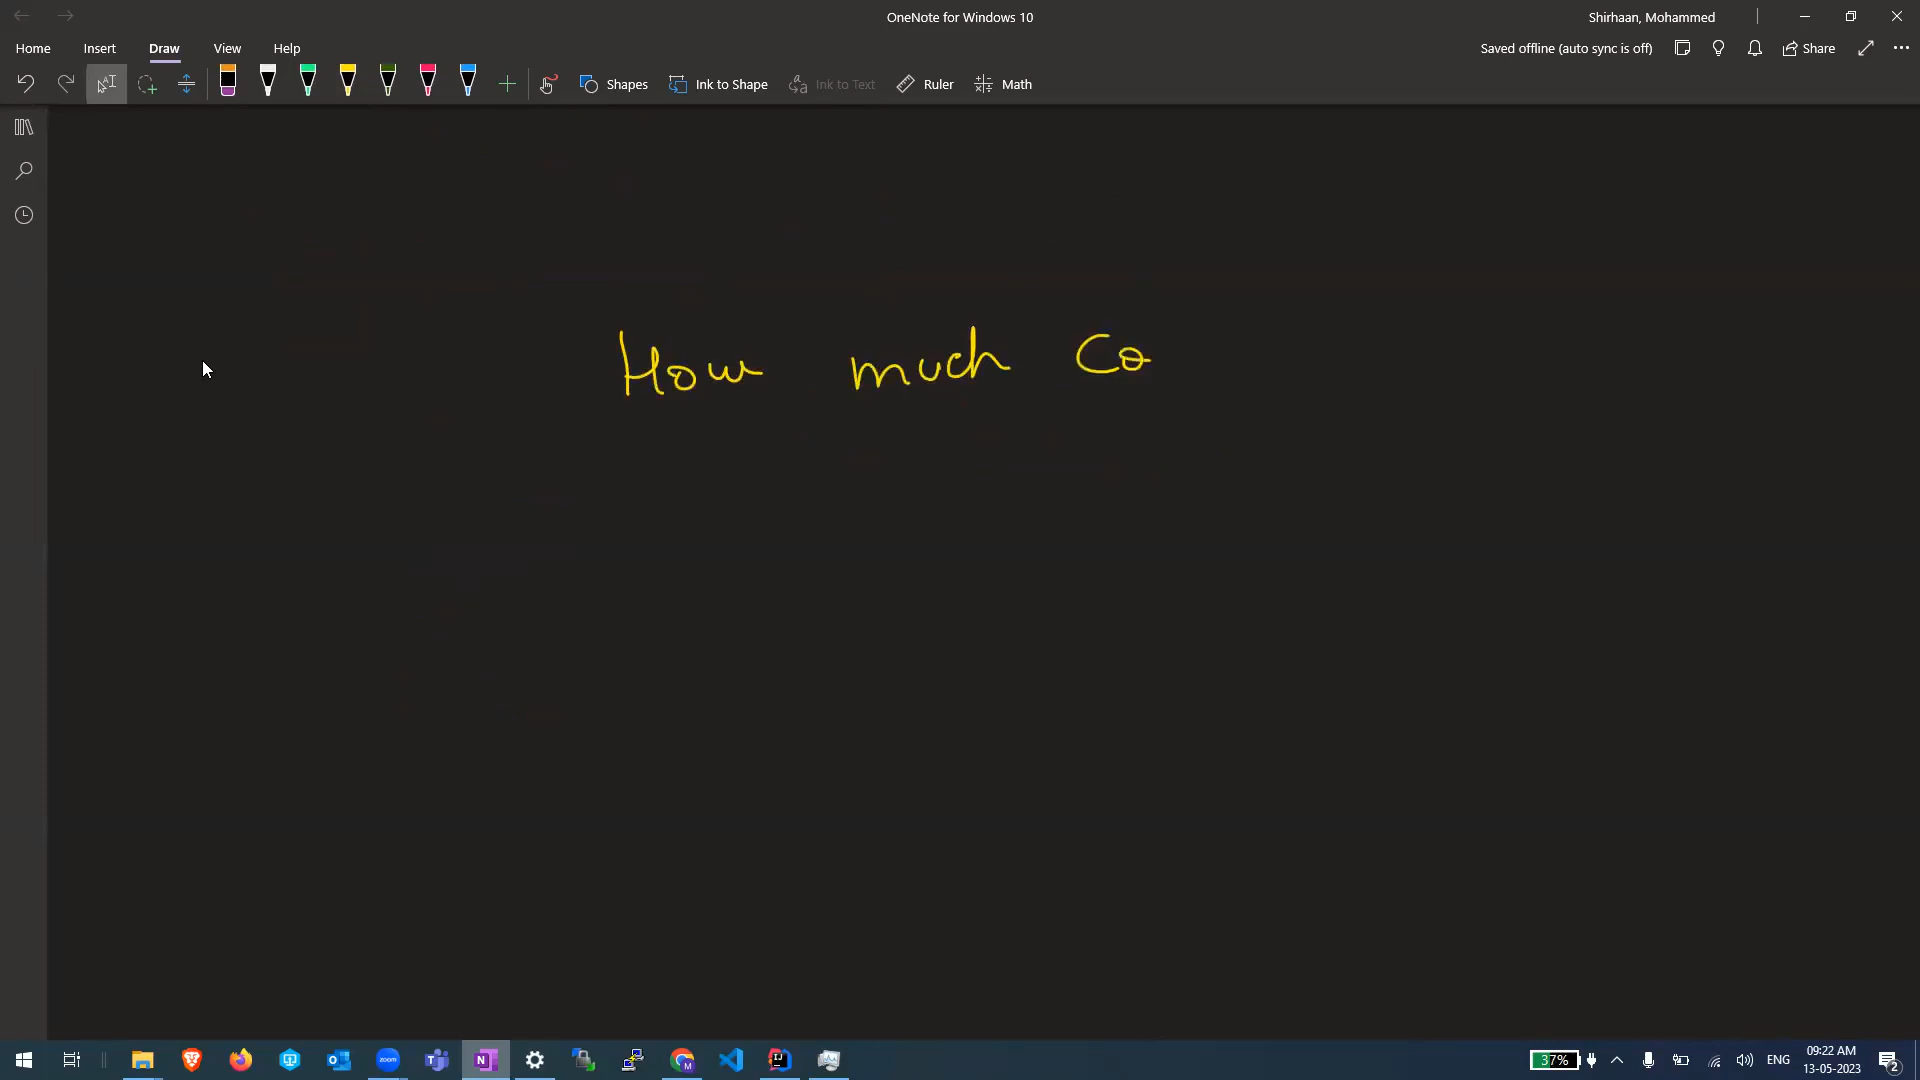 OneNote for Windows 10 Shirhaan, Mohammed
Home Insert Draw View Help Saved offline (auto sync is off) Share
Shapes Ink to Shape Ink to Text Ruler Math
How much Co
zoom
37% ENG 09:22 AM
13-05-2023 2